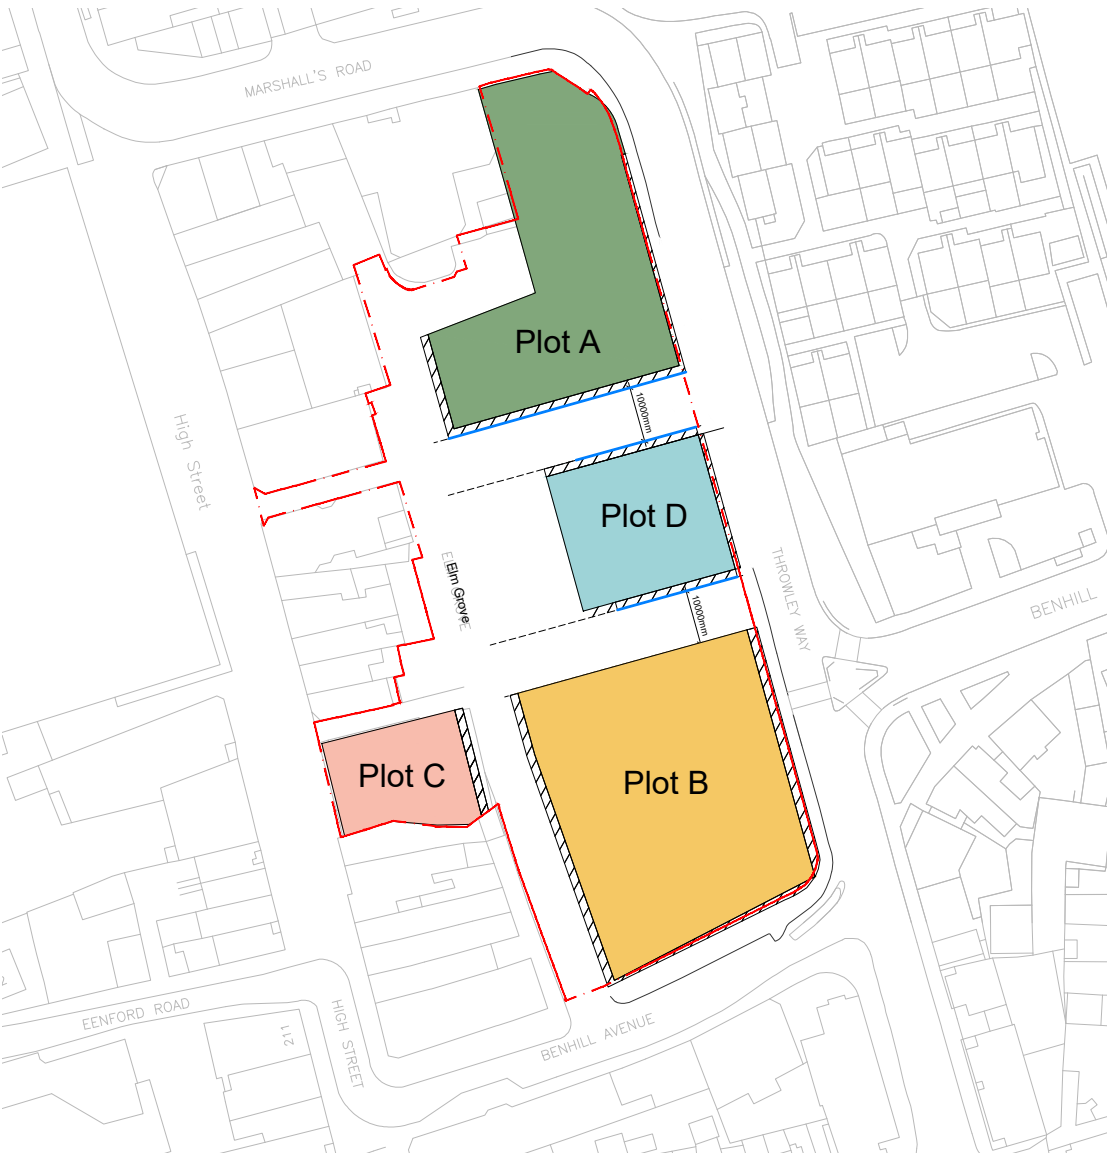 MARSHALL'S ROAD
Plot A
10000mm
High Street
Plot D
Elm Grove
THROWLEY WAY
10000mm
BENHILL
Plot C
Plot B
EENFORD ROAD
HIGH STREET
211
BENHILL AVENUE